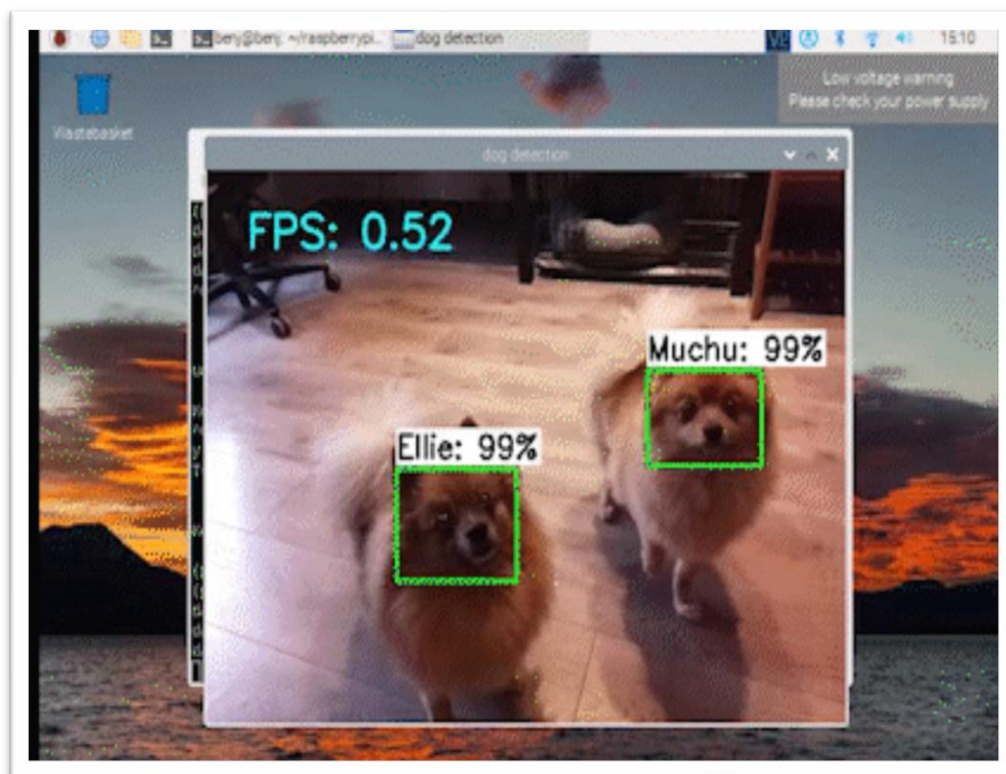 benj@benj: ~/raspberrypi...
dog detection
15:10
Low voltage warning
Please check your power supply
Wastebasket
dog detection
FPS: 0.52
Muchu: 99%
Ellie: 99%